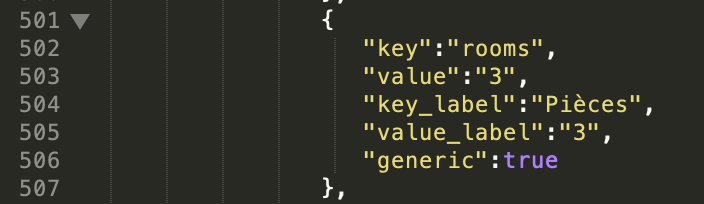 501 {
502 "key":"rooms",
503 "value":"3",
504 "key_label":"Pièces",
505 "value_label":"3",
506 "generic":true
507 },